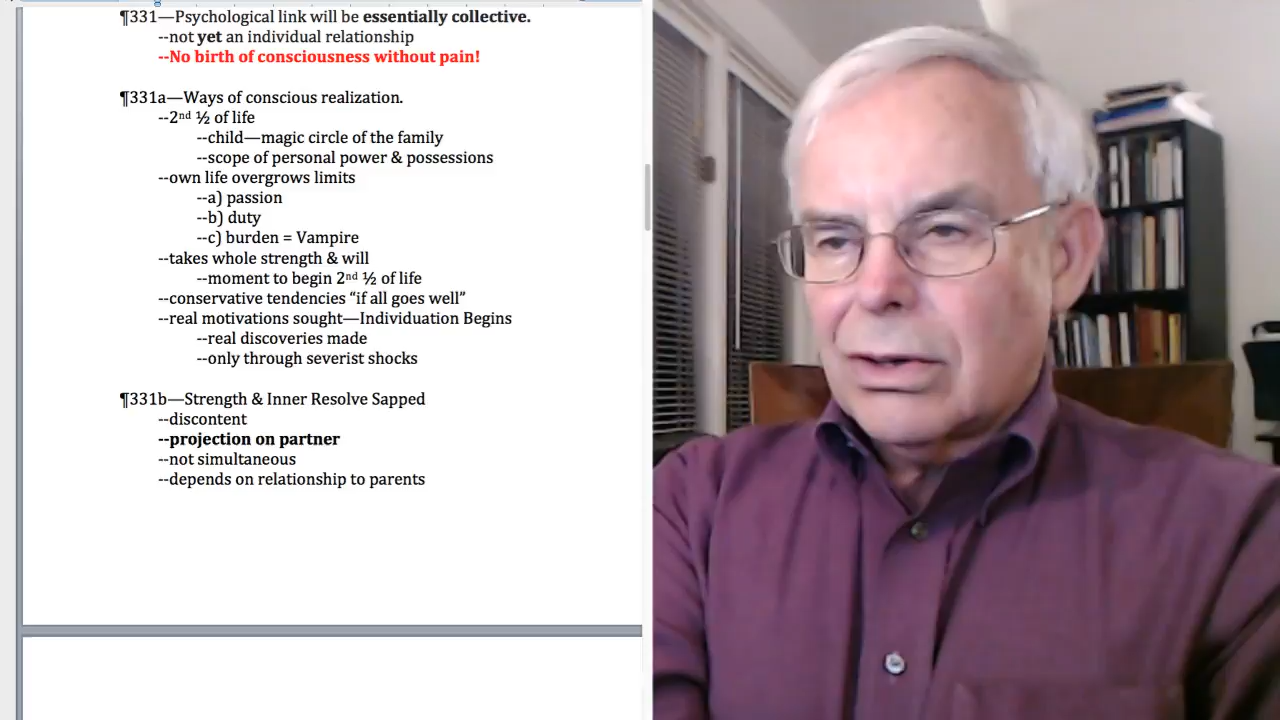 ¶331—Psychological link will be essentially collective.
--not yet an individual relationship
--No birth of consciousness without pain!
¶331a—Ways of conscious realization.
--2nd ½ of life
--child—magic circle of the family
--scope of personal power & possessions
--own life overgrows limits
--a) passion
--b) duty
--c) burden = Vampire
--takes whole strength & will
--moment to begin 2nd ½ of life
--conservative tendencies “if all goes well”
--real motivations sought—Individuation Begins
--real discoveries made
--only through severist shocks
¶331b—Strength & Inner Resolve Sapped
--discontent
--projection on partner
--not simultaneous
--depends on relationship to parents